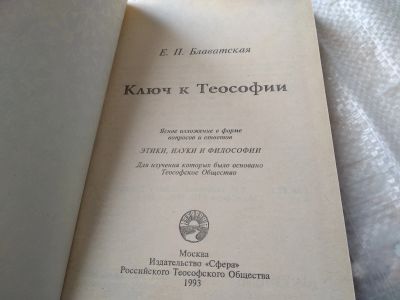 Е. П. Блаватская
Ключ к Теософии
Ясное изложение в форме
вопросов и ответов
ЭТИКИ, НАУКИ И ФИЛОСОФИИ
Для изучения которых было основано
Теософское Общество
Москва
Издательство «Сфера»
Российского Теософского Общества
1993